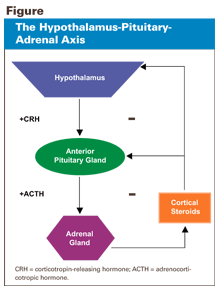 Figure
The Hypothalamus-Pituitary-
Adrenal Axis
Hypothalamus
+CRH
–
Anterior
Pituitary Gland
+ACTH
–
Cortical
Steroids
Adrenal
Gland
CRH = corticotropin-releasing hormone; ACTH = adrenocorti-
cotropic hormone.